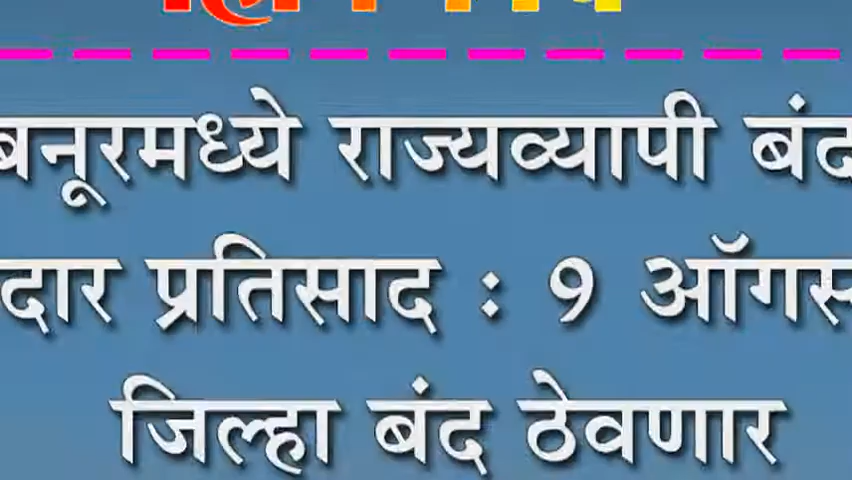 बनूरमध्ये राज्यव्यापी बंद
दार प्रतिसाद : 9 ऑगस्
जिल्हा बंद ठेवणार